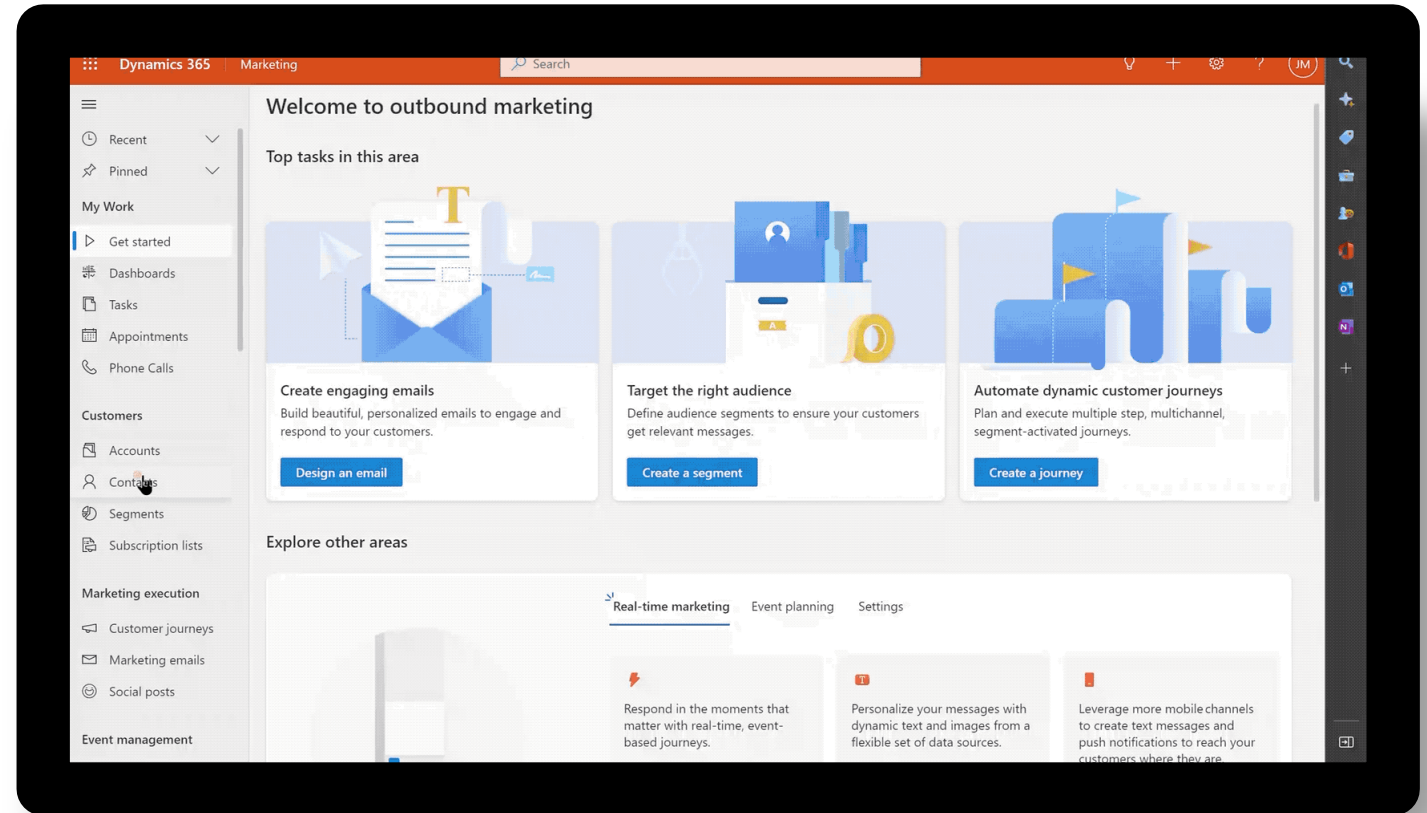 Dynamics 365 Marketing Search ? JM
Welcome to outbound marketing
Recent
Pinned
My Work
Get started
Dashboards
Tasks
Appointments
Phone Calls
Customers
Accounts
Contacts
Segments
Subscription lists
Marketing execution
Customer journeys
Marketing emails
Social posts
Event management
Top tasks in this area
T
Create engaging emails
Build beautiful, personalized emails to engage and
respond to your customers.
Design an email
A
Target the right audience
Define audience segments to ensure your customers
get relevant messages.
Create a segment
Automate dynamic customer journeys
Plan and execute multiple step, multichannel,
segment-activated journeys.
Create a journey
Explore other areas
Real-time marketing Event planning Settings
Respond in the moments that
matter with real-time, event-
based journeys.
T
Personalize your messages with
dynamic text and images from a
flexible set of data sources.
Leverage more mobile channels
to create text messages and
push notifications to reach your
customers where they are.
O
N